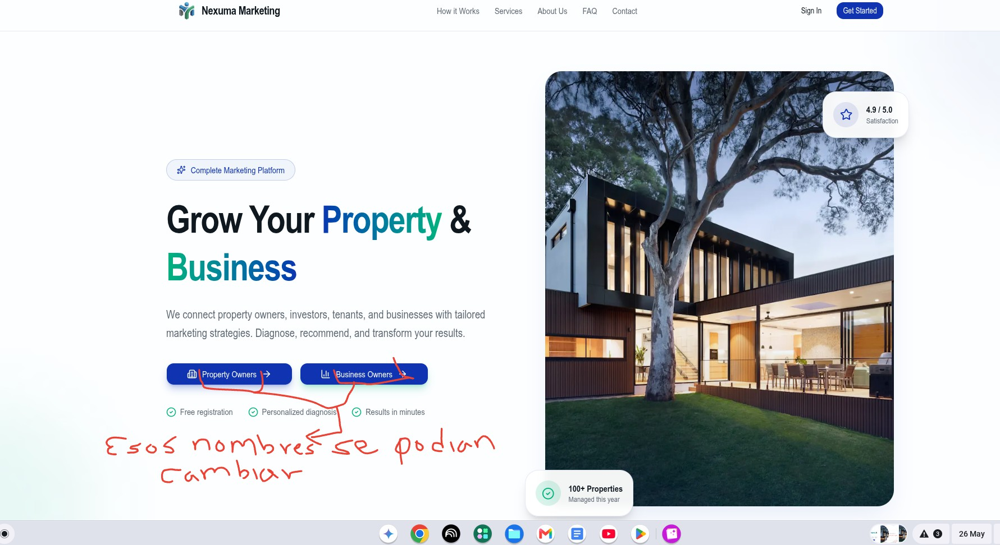 Nexuma Marketing
How it Works Services About Us FAQ Contact
Sign In
Get Started
4.9 / 5.0
Satisfaction
Complete Marketing Platform
Grow Your Property &
Business
We connect property owners, investors, tenants, and businesses with tailored
marketing strategies. Diagnose, recommend, and transform your results.
Property Owners
Business Owners
Free registration
Personalized diagnosis
Results in minutes
Esos nombres se podian
cambiar
100+ Properties
Managed this year
3
26 May